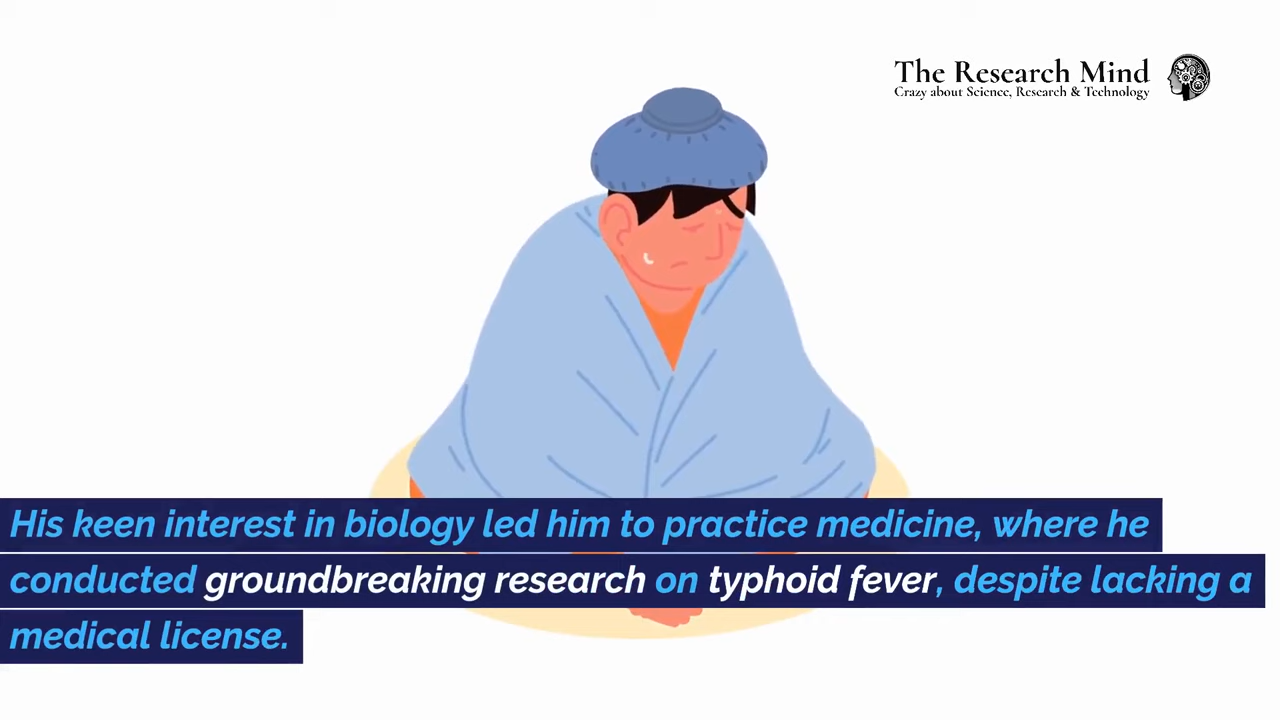 The Research Mind
Crazy about Science, Research & Technology
His keen interest in biology led him to practice medicine, where he
conducted groundbreaking research on typhoid fever, despite lacking a
medical license.